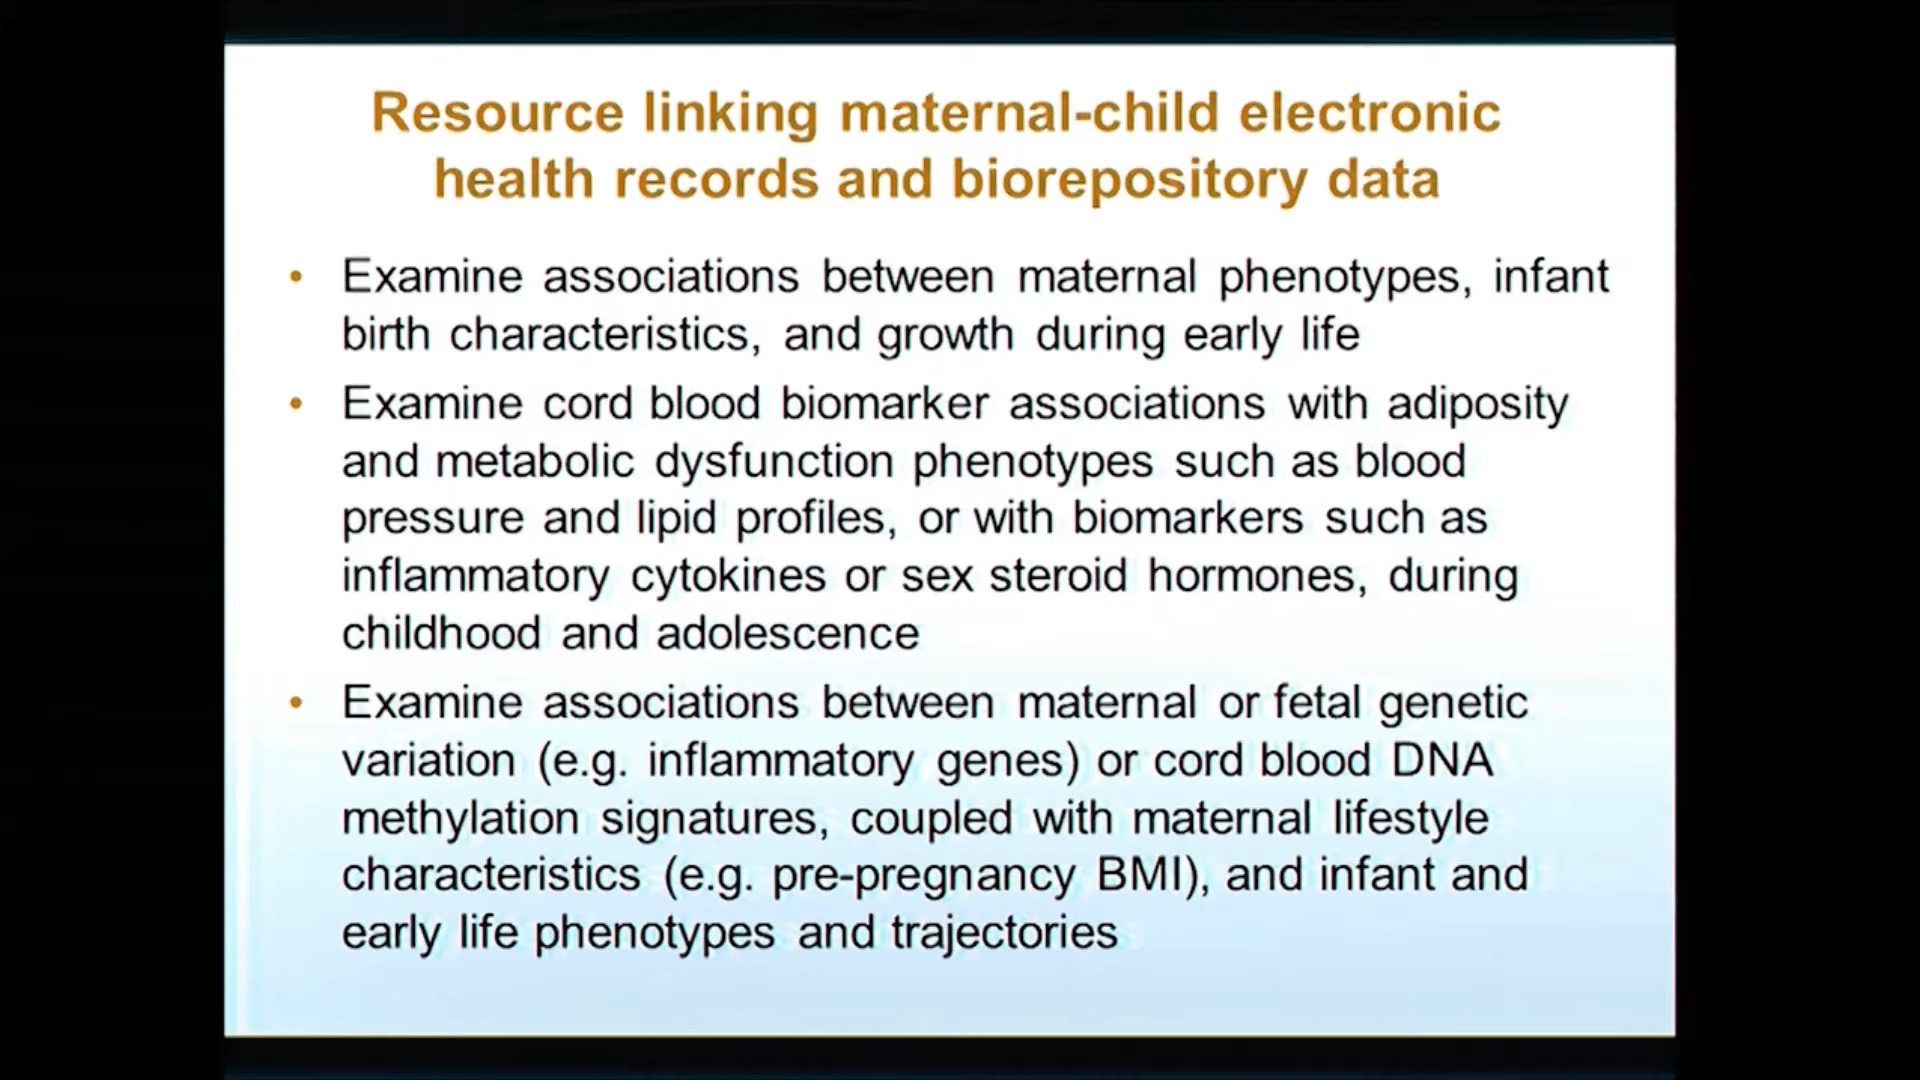 Resource linking maternal-child electronic
health records and biorepository data
• Examine associations between maternal phenotypes, infant
birth characteristics, and growth during early life
• Examine cord blood biomarker associations with adiposity
and metabolic dysfunction phenotypes such as blood
pressure and lipid profiles, or with biomarkers such as
inflammatory cytokines or sex steroid hormones, during
childhood and adolescence
• Examine associations between maternal or fetal genetic
variation (e.g. inflammatory genes) or cord blood DNA
methylation signatures, coupled with maternal lifestyle
characteristics (e.g. pre-pregnancy BMI), and infant and
early life phenotypes and trajectories